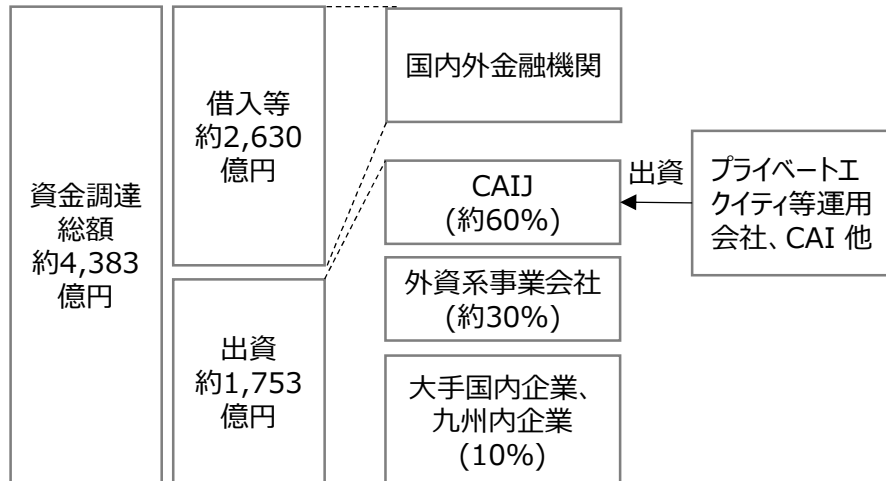 資金調達
総額
約4,383
億円
借入等
約2,630
億円
出資
約1,753
億円
国内外金融機関
CAIJ
(約60%)
外資系事業会社
(約30%)
大手国内企業、
九州内企業
(10%)
出資
プライベートエ
クイティ等運用
会社、CAI 他